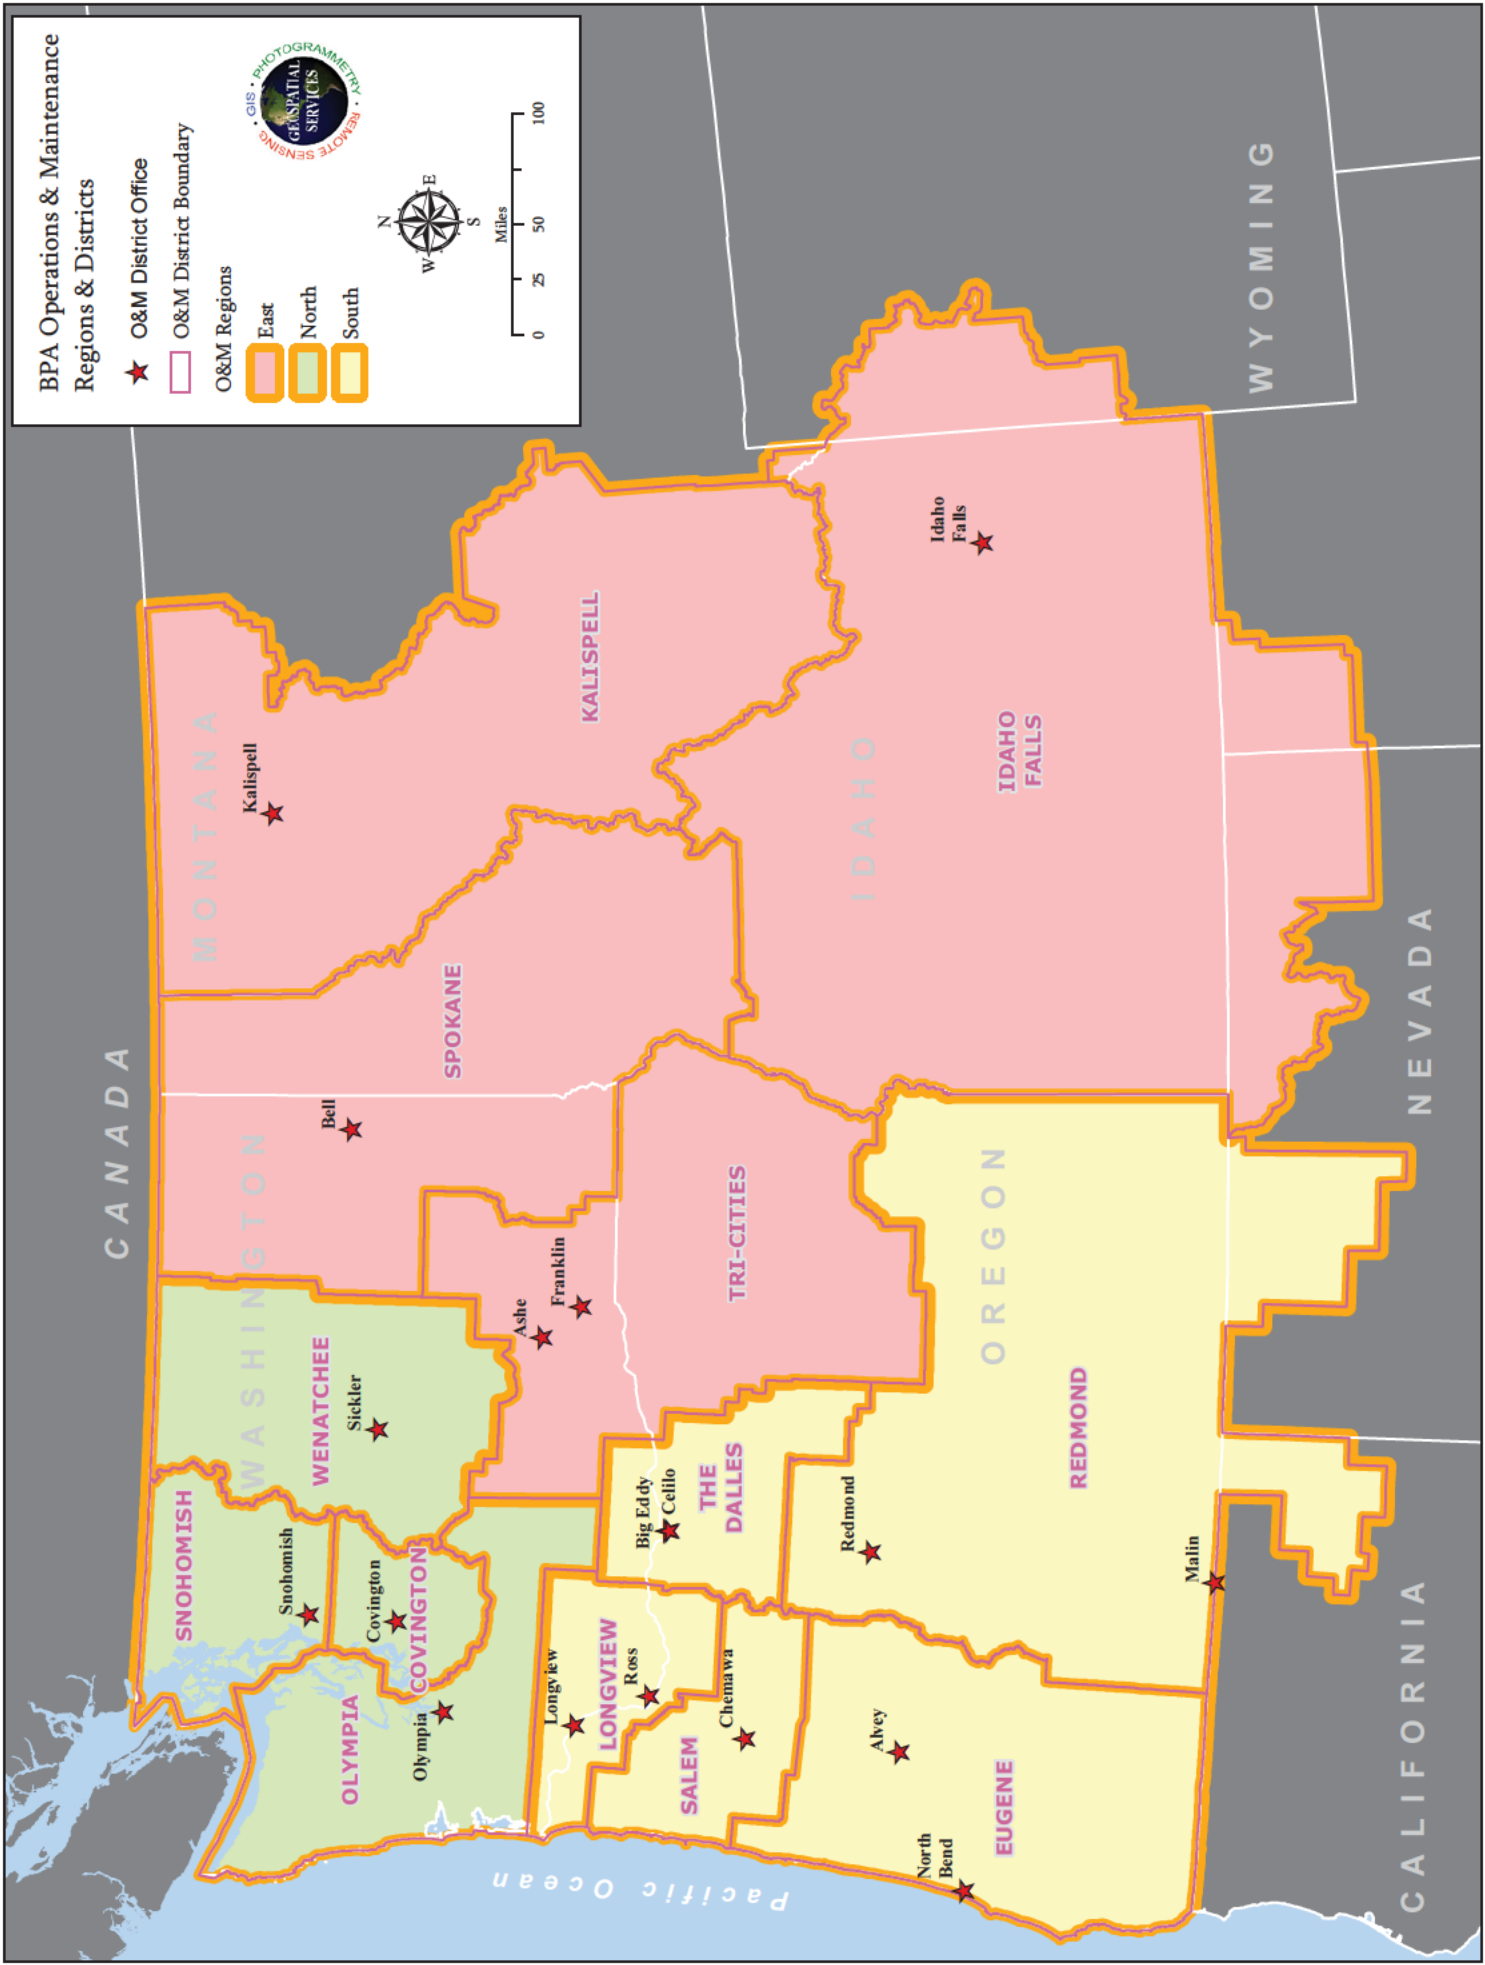 BPA Operations & Maintenance
Regions & Districts
O&M District Office
O&M District Boundary
O&M Regions
East
North
South
• GIS • PHOTOGRAMMETRY • REMOTE SENSING
GEOSPATIAL
SERVICES
N
W
E
S
Miles
0
25
50
100
CANADA
WASHINGTON
MONTANA
OREGON
IDAHO
WYOMING
CALIFORNIA
NEVADA
Pacific Ocean
SNOHOMISH
Snohomish
WENATCHEE
Sickler
COVINGTON
Covington
OLYMPIA
Olympia
SPOKANE
Bell
KALISPELL
Kalispell
TRI-CITIES
Ashe
Franklin
LONGVIEW
Longview
Ross
THE
DALLES
Big Eddy
Celilo
SALEM
Chemawa
EUGENE
Alvey
North
Bend
REDMOND
Redmond
Malin
IDAHO
FALLS
Idaho
Falls